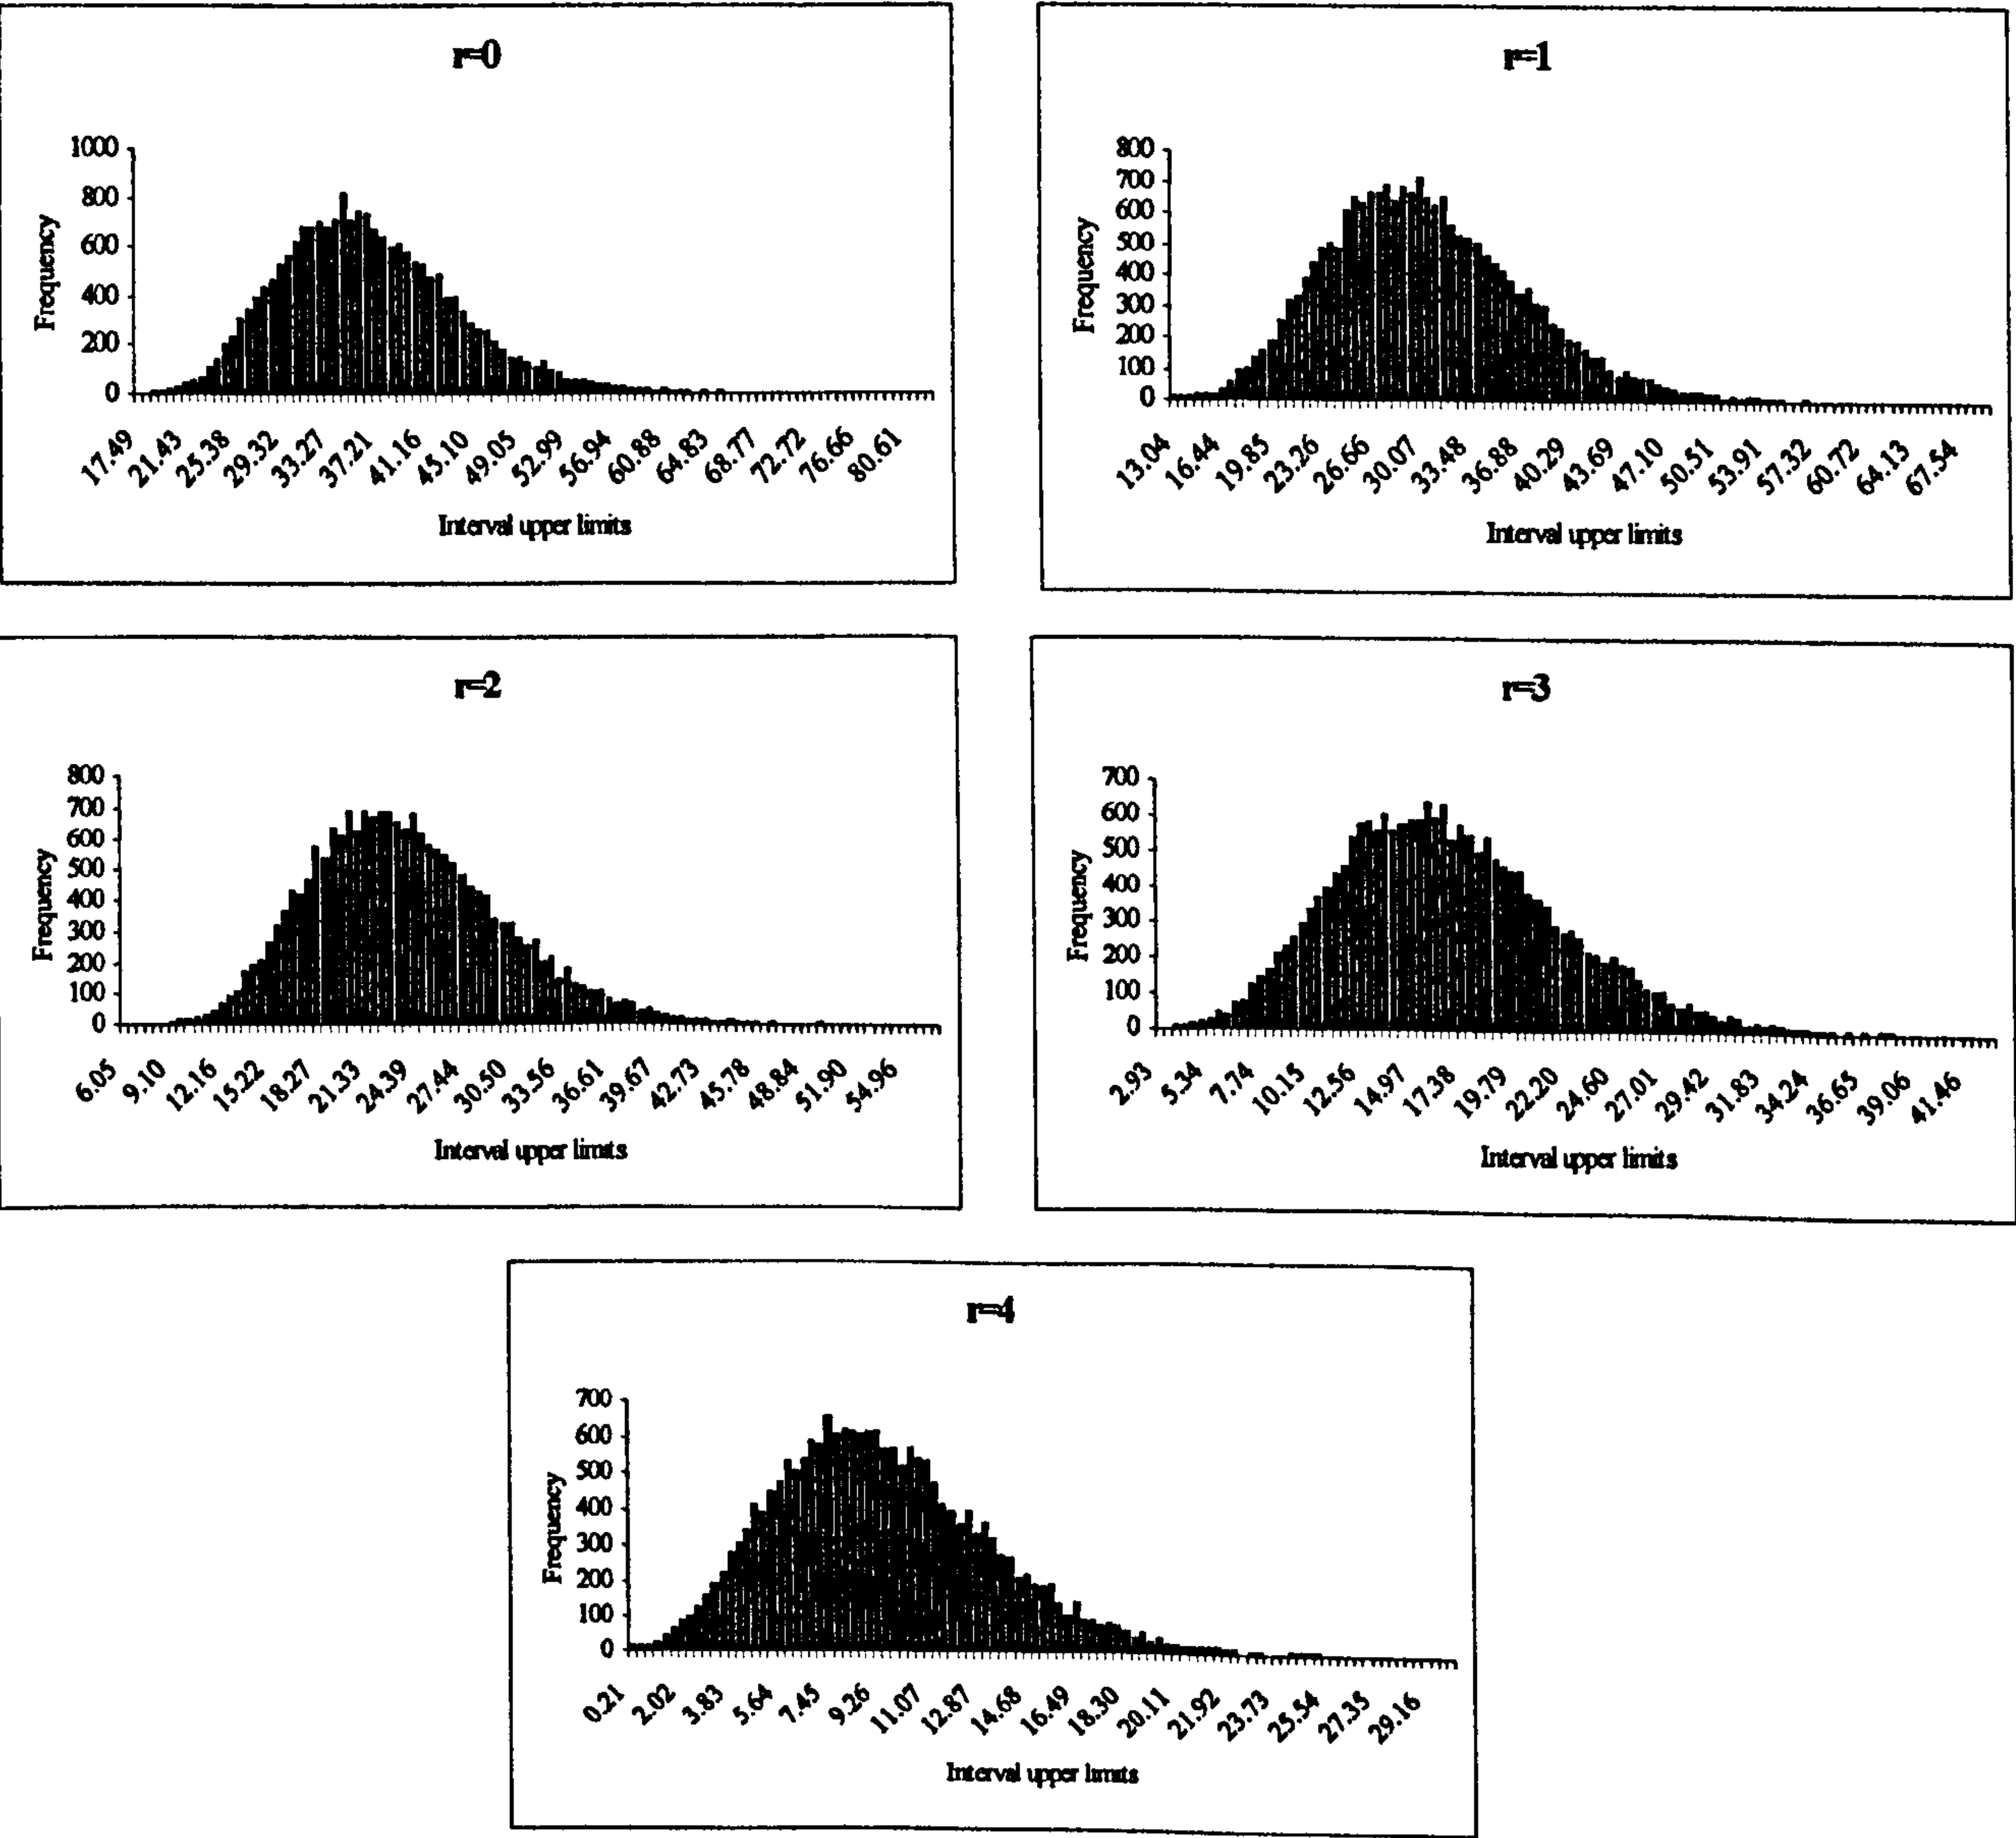 r=0
1000
800
600
400
200
0
Frequency
17.49 21.43 25.38 29.32 33.27 37.21 41.16 45.10 49.05 52.99 56.94 60.88 64.83 68.77 72.72 76.66 80.61
Interval upper limits
r=1
800
700
600
500
400
300
200
100
0
Frequency
13.04 16.44 19.85 23.26 26.66 30.07 33.48 36.88 40.29 43.69 47.10 50.51 53.91 57.32 60.72 64.13 67.54
Interval upper limits
r=2
800
700
600
500
400
300
200
100
0
Frequency
6.05 9.10 12.16 15.22 18.27 21.33 24.39 27.44 30.50 33.56 36.61 39.67 42.73 45.78 48.84 51.90 54.96
Interval upper limits
r=3
700
600
500
400
300
200
100
0
Frequency
2.93 5.34 7.74 10.15 12.56 14.97 17.38 19.79 22.20 24.60 27.01 29.42 31.83 34.24 36.65 39.06 41.46
Interval upper limits
r=4
700
600
500
400
300
200
100
0
Frequency
0.21 2.02 3.83 5.64 7.45 9.26 11.07 12.87 14.68 16.49 18.30 20.11 21.92 23.73 25.54 27.35 29.16
Interval upper limits